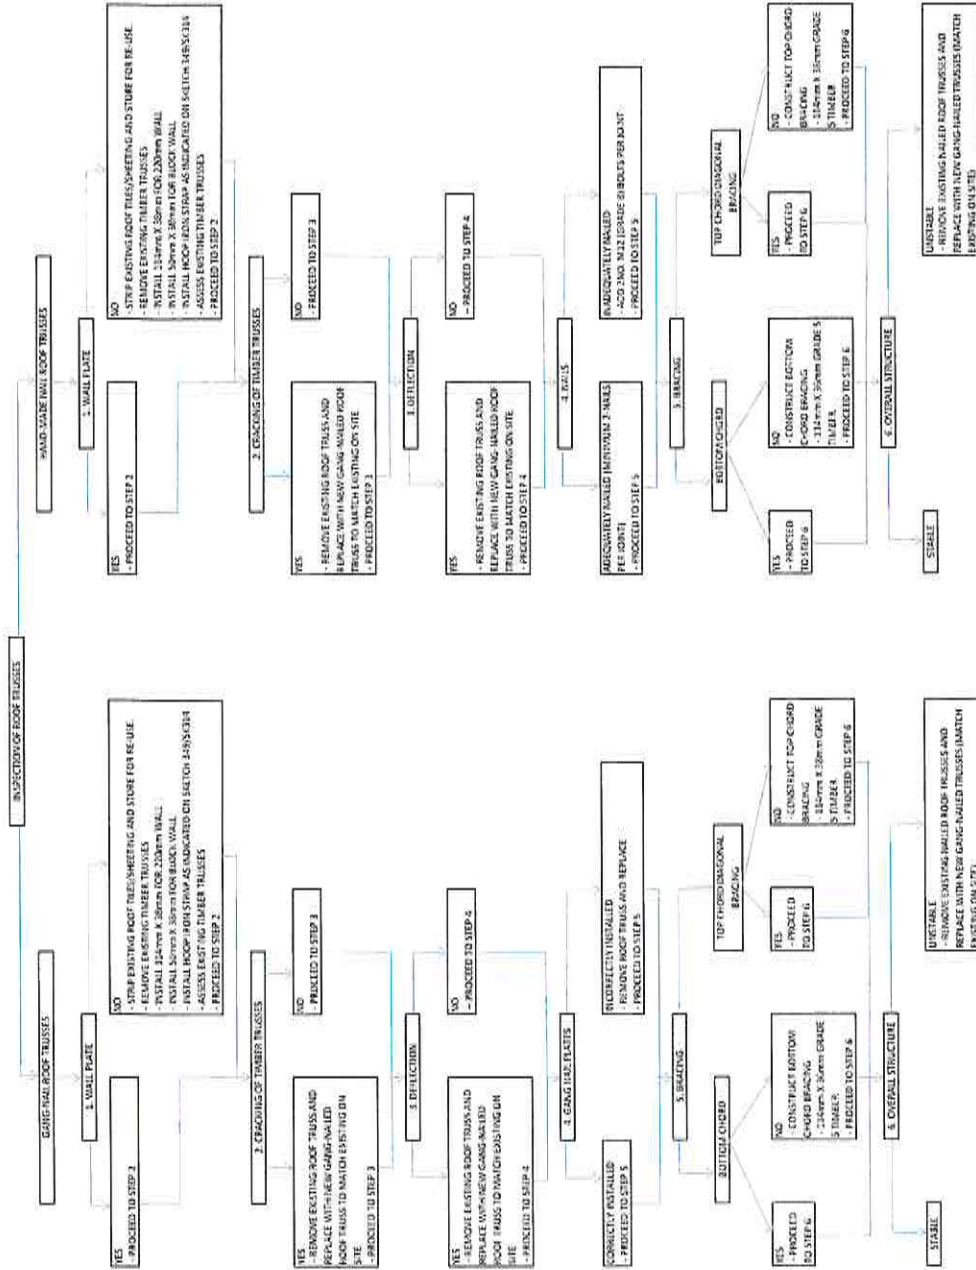 INSPECTION OF ROOF TRUSSES
GANG-NAIL ROOF TRUSSES
1. WALL PLATE
YES
- PROCEED TO STEP 2
NO
- STRIP EXISTING ROOF TILES/SHEETING AND STORE FOR RE-USE.
- REMOVE EXISTING TIMBER TRUSSES
- INSTALL 114mm X 38mm FOR 220mm WALL
- INSTALL 50mm X 38mm FOR BLOCK WALL
- INSTALL HOOP IRON STRAP AS INDICATED ON SKETCH 349/SK314
- ASSESS EXISTING TIMBER TRUSSES
- PROCEED TO STEP 2
2. CRACKING OF TIMBER TRUSSES
YES
- REMOVE EXISTING ROOF TRUSS AND
REPLACE WITH NEW GANG-NAILED
ROOF TRUSS TO MATCH EXISTING ON
SITE
- PROCEED TO STEP 3
NO
- PROCEED TO STEP 3
3. DEFLECTION
YES
- REMOVE EXISTING ROOF TRUSS AND
REPLACE WITH NEW GANG-NAILED
ROOF TRUSS TO MATCH EXISTING ON
SITE
- PROCEED TO STEP 4
NO
- PROCEED TO STEP 4
4. GANG NAIL PLATES
CORRECTLY INSTALLED
- PROCEED TO STEP 5
INCORRECTLY INSTALLED
- REMOVE ROOF TRUSS AND REPLACE
- PROCEED TO STEP 5
5. BRACING
BOTTOM CHORD
YES
- PROCEED
TO STEP 6
NO
- CONSTRUCT BOTTOM
CHORD BRACING
- 114mm X 38mm GRADE
5 TIMBER
- PROCEED TO STEP 6
TOP CHORD DIAGONAL
BRACING
YES
- PROCEED
TO STEP 6
NO
- CONSTRUCT TOP CHORD
BRACING
- 114mm X 38mm GRADE
5 TIMBER
- PROCEED TO STEP 6
6. OVERALL STRUCTURE
STABLE
UNSTABLE
- REMOVE EXISTING NAILED ROOF TRUSSES AND
REPLACE WITH NEW GANG-NAILED TRUSSES (MATCH
EXISTING ON SITE)
HAND-MADE NAIL ROOF TRUSSES
1. WALL PLATE
YES
- PROCEED TO STEP 2
NO
- STRIP EXISTING ROOF TILES/SHEETING AND STORE FOR RE-USE.
- REMOVE EXISTING TIMBER TRUSSES
- INSTALL 114mm X 38mm FOR 220mm WALL
- INSTALL 50mm X 38mm FOR BLOCK WALL
- INSTALL HOOP IRON STRAP AS INDICATED ON SKETCH 349/SK314
- ASSESS EXISTING TIMBER TRUSSES
- PROCEED TO STEP 2
2. CRACKING OF TIMBER TRUSSES
YES
- REMOVE EXISTING ROOF TRUSS AND
REPLACE WITH NEW GANG-NAILED ROOF
TRUSS TO MATCH EXISTING ON SITE
- PROCEED TO STEP 3
NO
- PROCEED TO STEP 3
3. DEFLECTION
YES
- REMOVE EXISTING ROOF TRUSS AND
REPLACE WITH NEW GANG-NAILED ROOF
TRUSS TO MATCH EXISTING ON SITE
- PROCEED TO STEP 4
NO
- PROCEED TO STEP 4
4. NAILS
ADEQUATELY NAILED (MINIMUM 2-NAILS
PER JOINT)
- PROCEED TO STEP 5
INADEQUATELY NAILED
- ADD 2NO. M12 (GRADE 8) BOLTS PER JOINT
- PROCEED TO STEP 5
5. BRACING
BOTTOM CHORD
YES
- PROCEED
TO STEP 6
NO
- CONSTRUCT BOTTOM
CHORD BRACING
- 114mm X 38mm GRADE 5
TIMBER
- PROCEED TO STEP 6
TOP CHORD DIAGONAL
BRACING
YES
- PROCEED
TO STEP 6
NO
- CONSTRUCT TOP CHORD
BRACING
- 114mm X 38mm GRADE
5 TIMBER
- PROCEED TO STEP 6
6. OVERALL STRUCTURE
STABLE
UNSTABLE
- REMOVE EXISTING NAILED ROOF TRUSSES AND
REPLACE WITH NEW GANG-NAILED TRUSSES (MATCH
EXISTING ON SITE)